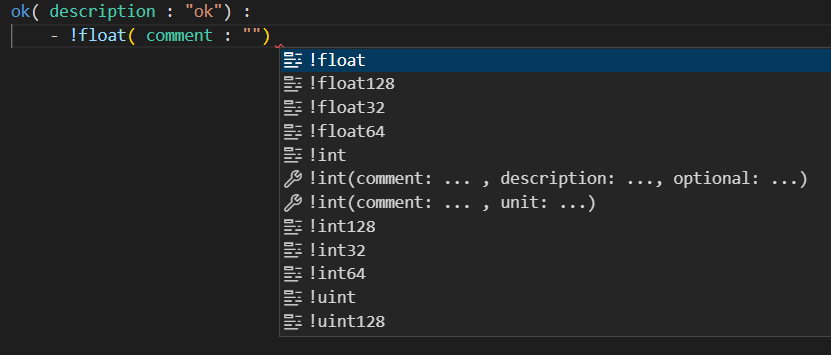 ok( description : "ok") :
- !float( comment : "")
!float
!float128
!float32
!float64
!int
!int(comment: ... , description: ..., optional: ...)
!int(comment: ... , unit: ...)
!int128
!int32
!int64
!uint
!uint128